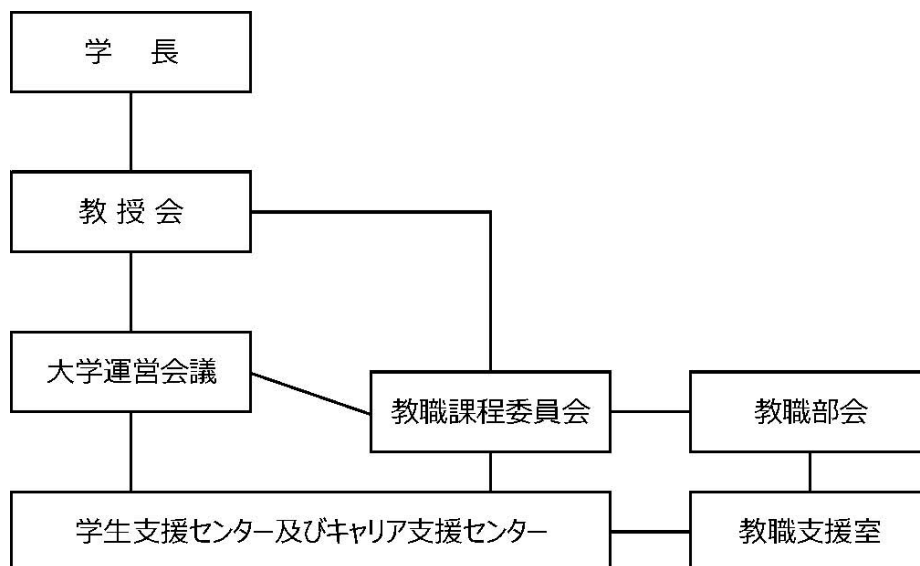 学 長
教 授 会
大学運営会議
教職課程委員会
教職部会
学生支援センター及びキャリア支援センター
教職支援室